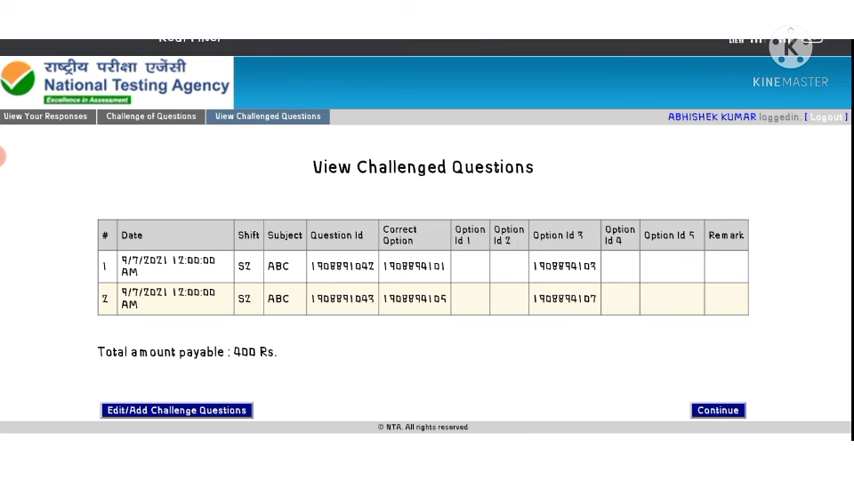 K
KINEMASTER
राष्ट्रीय परीक्षा एजेंसी
National Testing Agency
Excellence in Assessment
View Your Responses Challenge of Questions View Challenged Questions ABHISHEK KUMAR loggedin. [ Logout ]
View Challenged Questions
# Date Shift Subject Question Id Correct Option Option Id 1 Option Id 2 Option Id 3 Option Id 4 Option Id 5 Remark
1 9/7/2021 12:00:00 AM S2 ABC 1908891042 1908894101 1908894103
2 9/7/2021 12:00:00 AM S2 ABC 1908891043 1908894105 1908894107
Total amount payable : 400 Rs.
Edit/Add Challenge Questions Continue
© NTA. All rights reserved